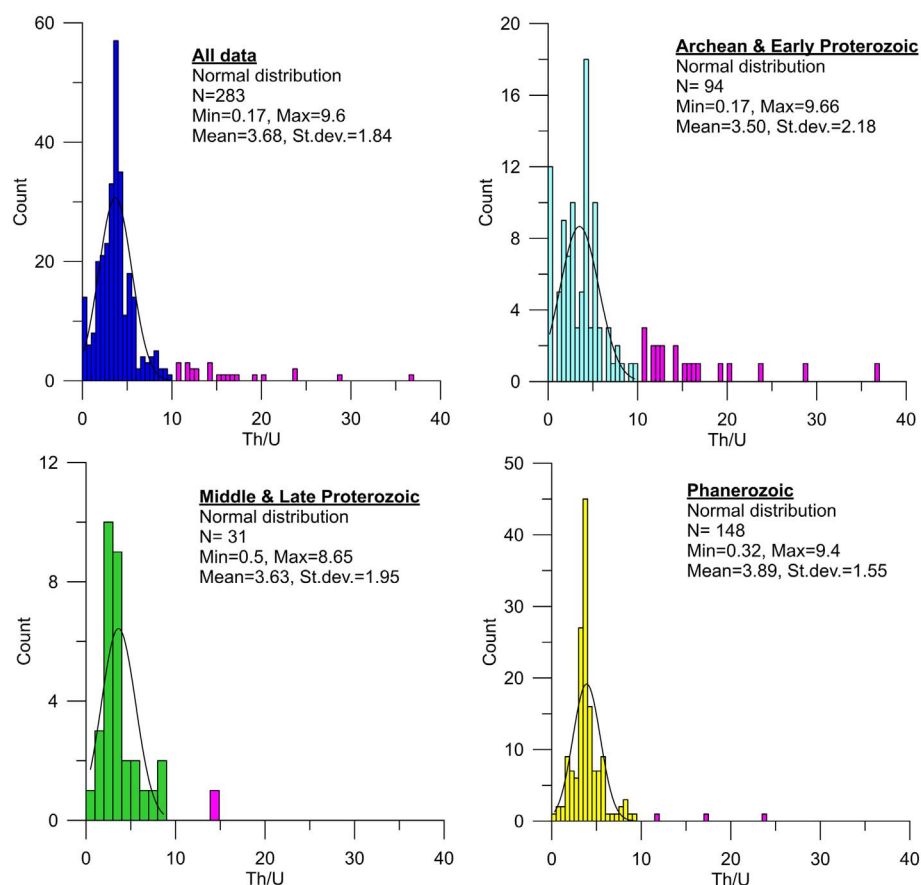 60
40
20
0
Count
0
10
20
30
40
Th/U
All data
Normal distribution
N=283
Min=0.17, Max=9.6
Mean=3.68, St.dev.=1.84
20
16
12
8
4
0
Count
0
10
20
30
40
Th/U
Archean & Early Proterozoic
Normal distribution
N= 94
Min=0.17, Max=9.66
Mean=3.50, St.dev.=2.18
12
8
4
0
Count
0
10
20
30
40
Th/U
Middle & Late Proterozoic
Normal distribution
N= 31
Min=0.5, Max=8.65
Mean=3.63, St.dev.=1.95
50
40
30
20
10
0
Count
0
10
20
30
40
Th/U
Phanerozoic
Normal distribution
N= 148
Min=0.32, Max=9.4
Mean=3.89, St.dev.=1.55